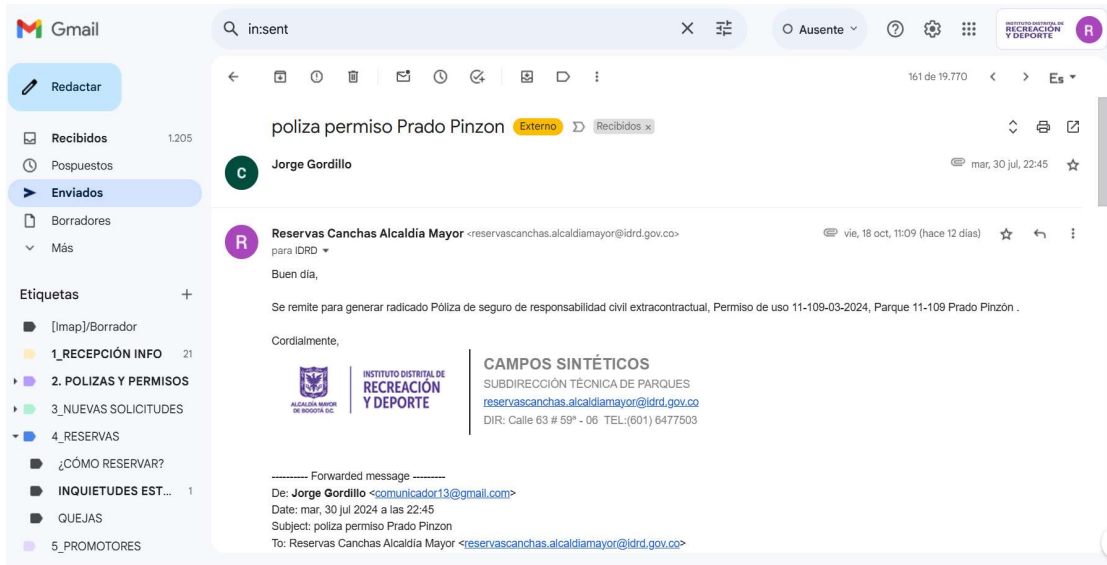 Gmail
in:sent
Ausente
INSTITUTO DISTRITAL DE
RECREACIÓN
Y DEPORTE
R
Redactar
161 de 19.770
Es
Recibidos 1.205
Pospuestos
Enviados
Borradores
Más
Etiquetas
[Imap]/Borrador
1_RECEPCIÓN INFO 21
2. POLIZAS Y PERMISOS
3_NUEVAS SOLICITUDES
4_RESERVAS
¿CÓMO RESERVAR?
INQUIETUDES EST... 1
QUEJAS
5_PROMOTORES
poliza permiso Prado Pinzon Externo Recibidos x
C
Jorge Gordillo mar, 30 jul, 22:45
R
Reservas Canchas Alcaldía Mayor <reservascanchas.alcaldiamayor@idrd.gov.co> vie, 18 oct, 11:09 (hace 12 días)
para IDRD
Buen día,
Se remite para generar radicado Póliza de seguro de responsabilidad civil extracontractual, Permiso de uso 11-109-03-2024, Parque 11-109 Prado Pinzón .
Cordialmente,
ALCALDÍA MAYOR
DE BOGOTÁ D.C.
INSTITUTO DISTRITAL DE
RECREACIÓN
Y DEPORTE
CAMPOS SINTÉTICOS
SUBDIRECCIÓN TÉCNICA DE PARQUES
reservascanchas.alcaldiamayor@idrd.gov.co
DIR: Calle 63 # 59ª - 06 TEL:(601) 6477503
---------- Forwarded message ---------
De: Jorge Gordillo <comunicador13@gmail.com>
Date: mar, 30 jul 2024 a las 22:45
Subject: poliza permiso Prado Pinzon
To: Reservas Canchas Alcaldía Mayor <reservascanchas.alcaldiamayor@idrd.gov.co>